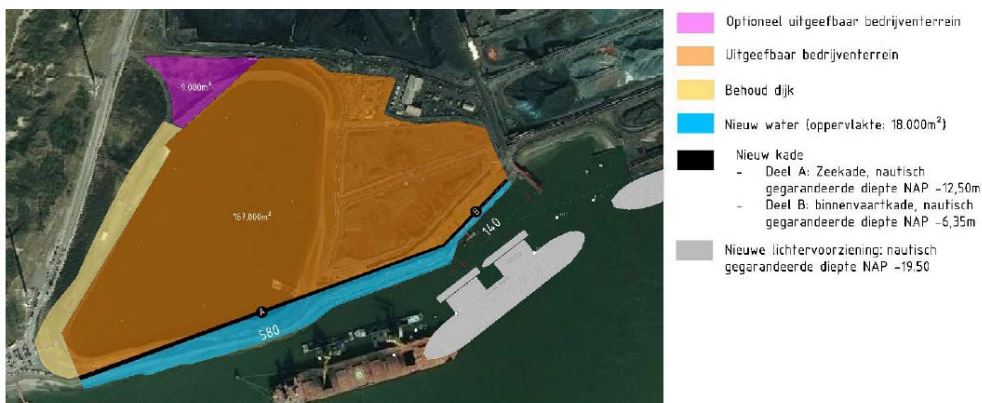 9.000m²
167.000m²
A
B
580
140
Optioneel uitgeefbaar bedrijventerrein
Uitgeefbaar bedrijventerrein
Behoud dijk
Nieuw water (oppervlakte: 18.000m²)
Nieuw kade
- Deel A: Zeekade, nautisch
gegarandeerde diepte NAP -12,50m
- Deel B: binnenvaartkade, nautisch
gegarandeerde diepte NAP -6,35m
Nieuwe lichtervoorziening: nautisch
gegarandeerde diepte NAP -19.50